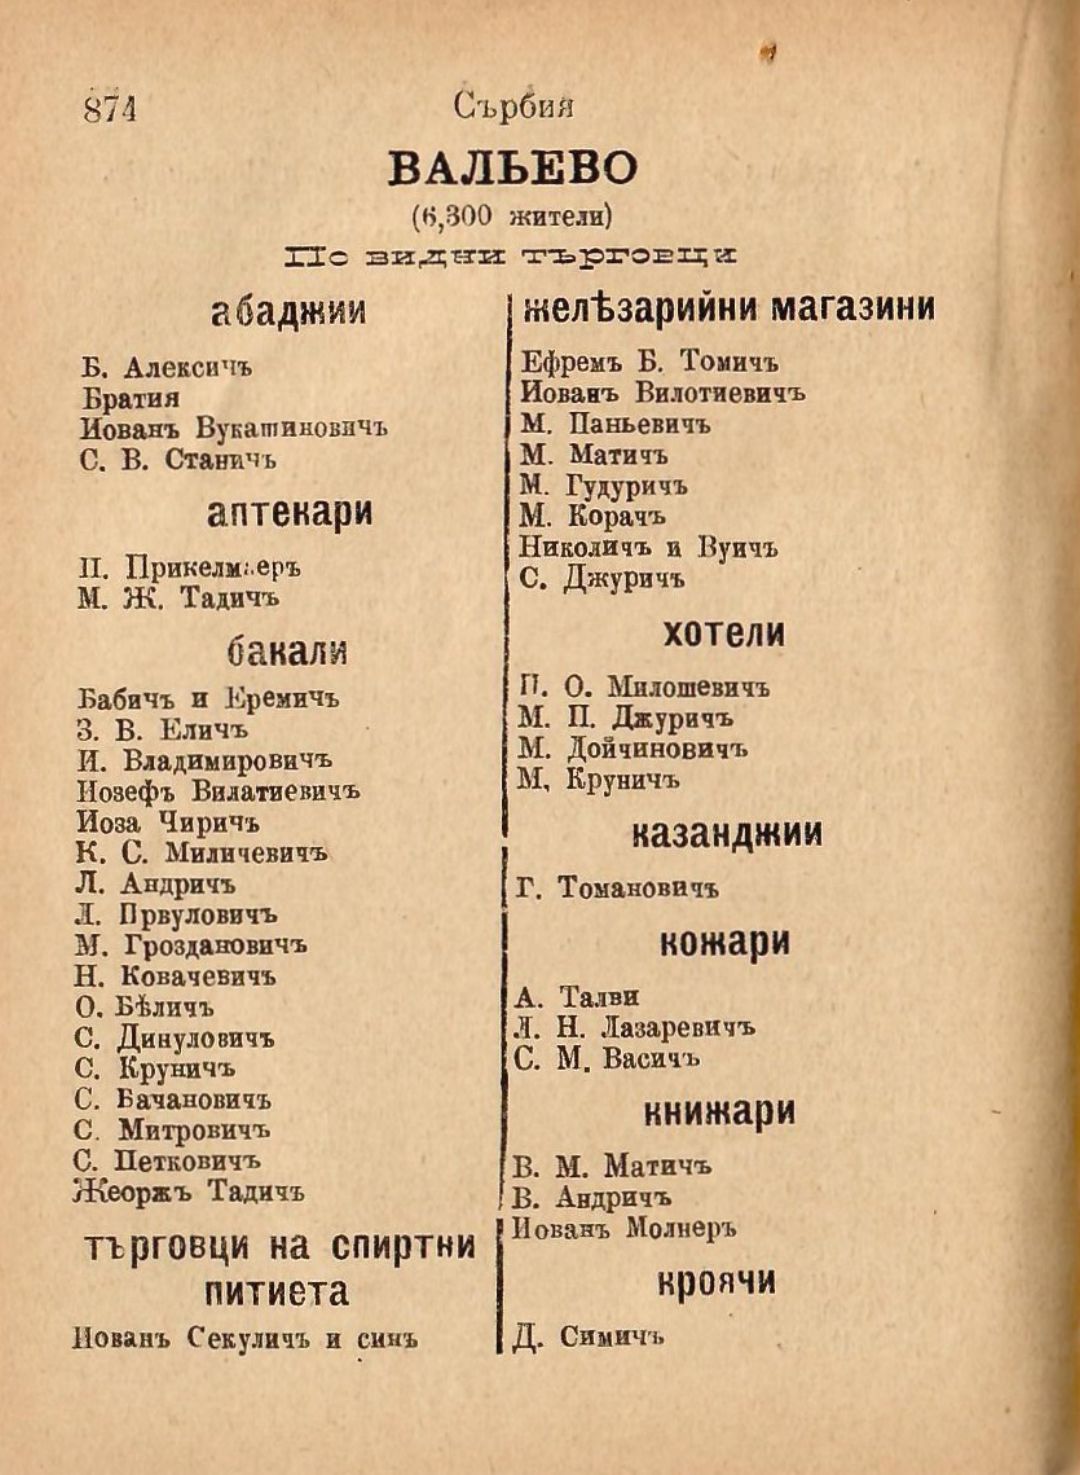 874
Сърбия
ВАЛЬЕВО
(6,300 жители)
По видни търговци
абаджии
Б. Алексичъ
Братия
Иованъ Вукашиновичъ
С. В. Станичъ
аптекари
П.
М. Ж. Тадичъ
бакали
Бабичъ и Еремичъ
З. В. Еличъ
И. Владимировичъ
Иозефъ Вилатиевичъ
Йоза Чиричъ
К. С. Миличевичъ
Л. Андричъ
Л. Првуловичъ
М. Гроздановичъ
Н. Ковачевичъ
О. Бѣличъ
С. Динуловичъ
С. Круничъ
С. Бачановичъ
С. Митровичъ
С. Петковичъ
Жеоржъ Тадичъ
търговци на спиртни
питиета
Иованъ Секуличъ и синъ
желѣзарийни магазини
Ефремъ Б. Томичъ
Иованъ Вилотиевичъ
М. Паньевичъ
М. Матичъ
М. Гудуричъ
М. Корачъ
Николичъ и Вуичъ
С. Джуричъ
хотели
П. О. Милошевичъ
М. П. Джуричъ
М. Дойчиновичъ
М, Круничъ
казанджии
Г. Томановичъ
кожари
А. Талви
Л. Н. Лазаревичъ
С. М. Васичъ
книжари
В. М. Матичъ
В. Андричъ
Иованъ Молнеръ
кроячи
Д. Симичъ